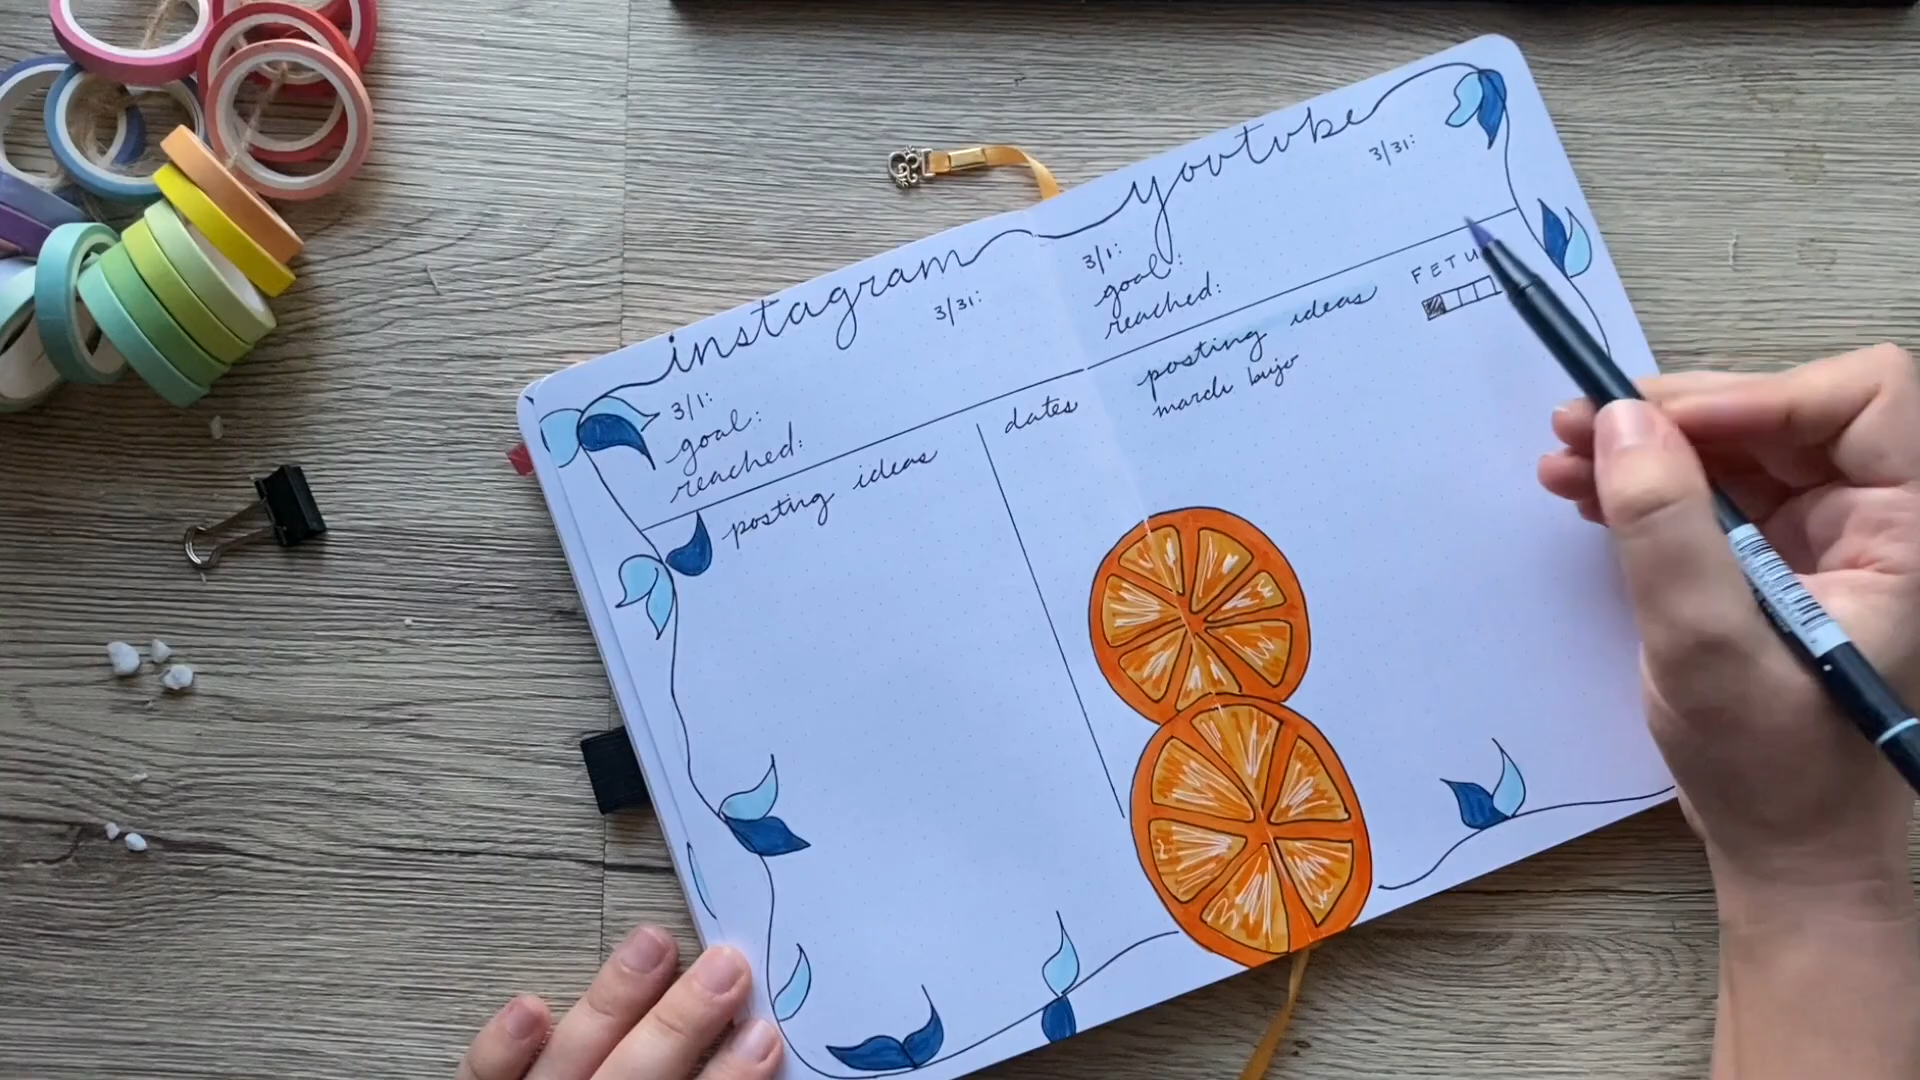 instagram
3/31:
3/1:
goal:
reached:
posting ideas
dates
youtube
3/31:
3/1:
goal:
reached:
posting ideas
F E T U
march bujo